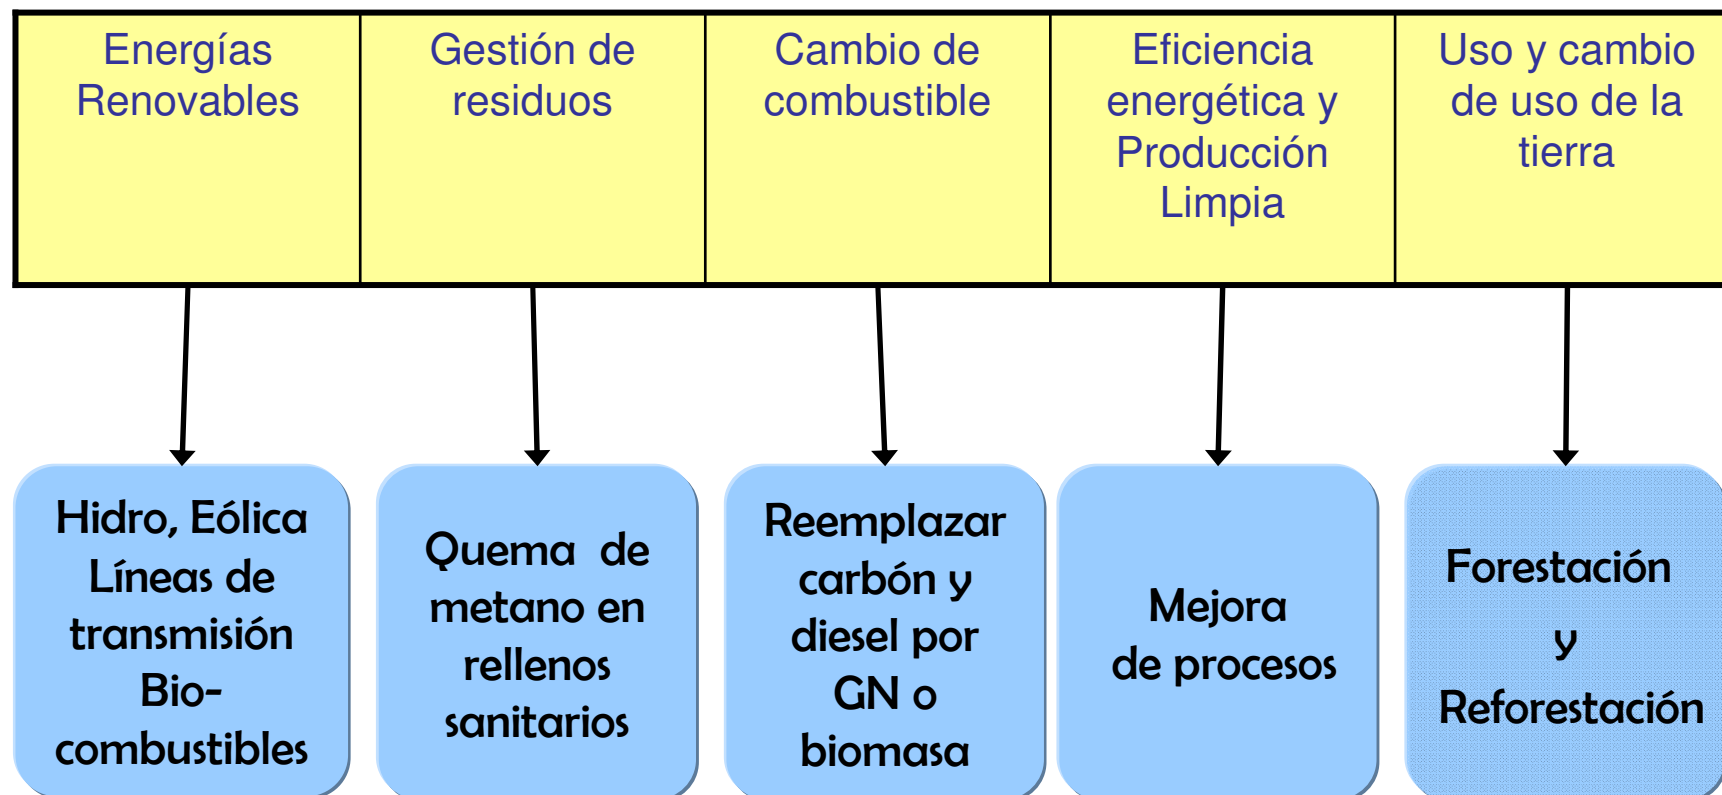 Energías
Renovables
Gestión de
residuos
Cambio de
combustible
Eficiencia
energética y
Producción
Limpia
Uso y cambio
de uso de la
tierra
Hidro, Eólica
Líneas de
transmisión
Bio-
combustibles
Quema de
metano en
rellenos
sanitarios
Reemplazar
carbón y
diesel por
GN o
biomasa
Mejora
de procesos
Forestación
y
Reforestación